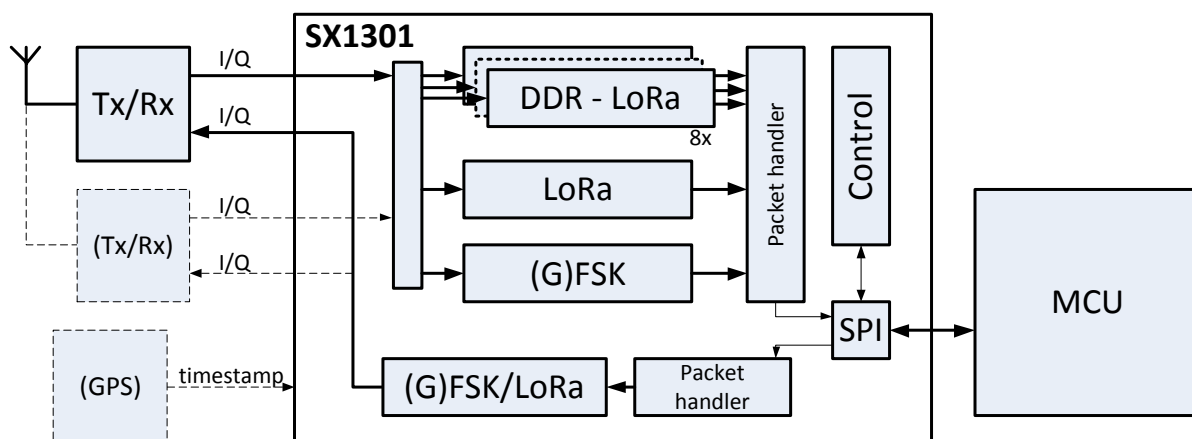 SX1301
I/Q
Tx/Rx
I/Q
DDR - LoRa
8x
Packet handler
Control
LoRa
(Tx/Rx)
I/Q
I/Q
(G)FSK
MCU
SPI
(GPS)
timestamp
(G)FSK/LoRa
Packet
handler